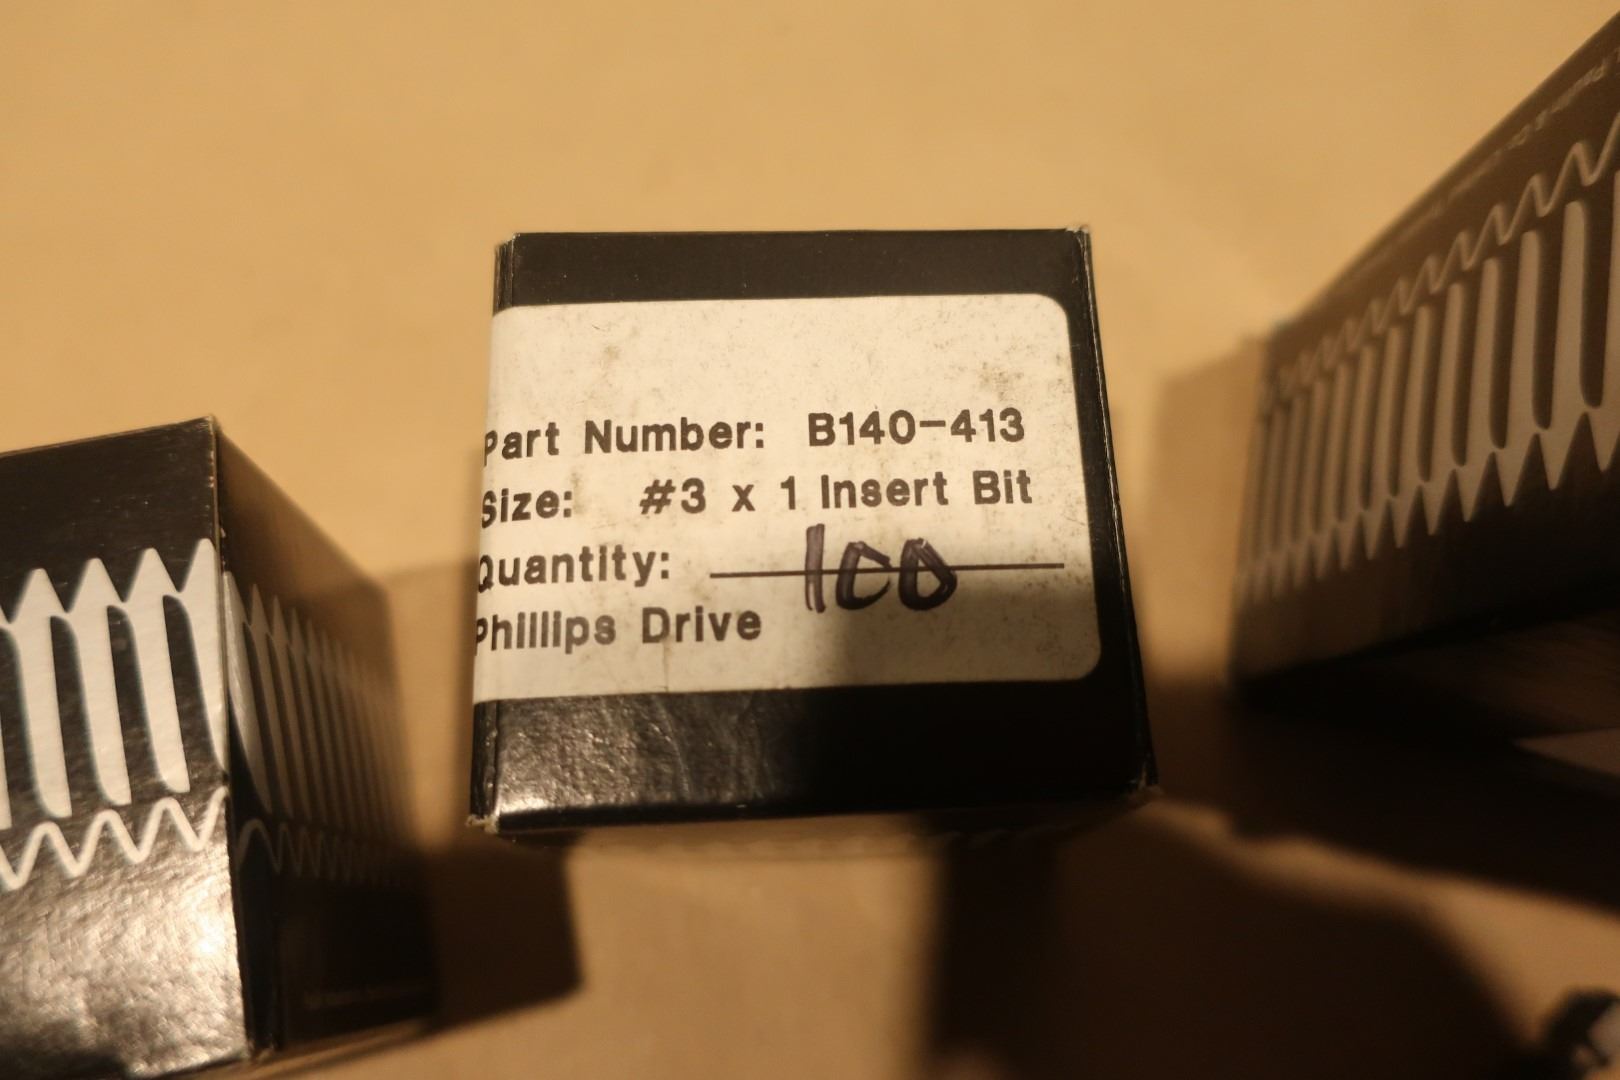 Part Number: B140-413
Size: #3 x 1 Insert Bit
Quantity: 100
Phillips Drive